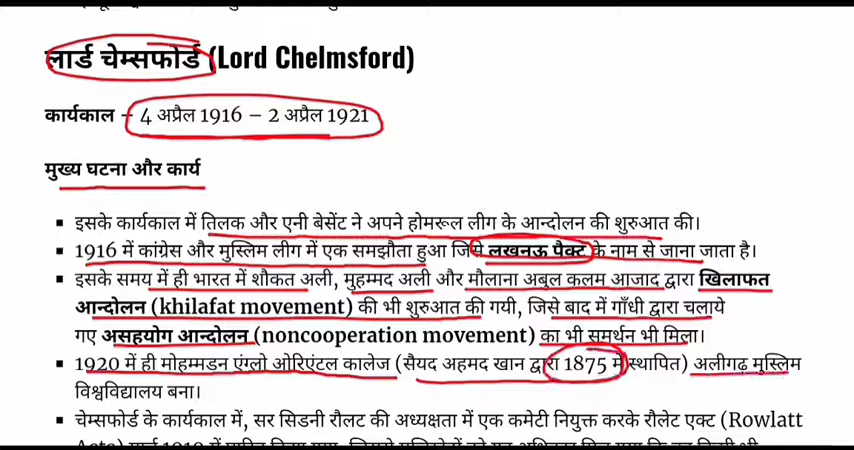 लार्ड चेम्सफोर्ड (Lord Chelmsford)
कार्यकाल – 4 अप्रैल 1916 – 2 अप्रैल 1921
मुख्य घटना और कार्य
▪ इसके कार्यकाल में तिलक और एनी बेसेंट ने अपने होमरूल लीग के आन्दोलन की शुरुआत की।
▪ 1916 में कांग्रेस और मुस्लिम लीग में एक समझौता हुआ जिसे लखनऊ पैक्ट के नाम से जाना जाता है।
▪ इसके समय में ही भारत में शौकत अली, मुहम्मद अली और मौलाना अबुल कलम आजाद द्वारा खिलाफत
आन्दोलन (khilafat movement) की भी शुरुआत की गयी, जिसे बाद में गाँधी द्वारा चलाये
गए असहयोग आन्दोलन (noncooperation movement) का भी समर्थन भी मिला।
▪ 1920 में ही मोहम्मडन एंग्लो ओरिएंटल कालेज (सैयद अहमद खान द्वारा 1875 में स्थापित) अलीगढ़ मुस्लिम
विश्वविद्यालय बना।
▪ चेम्सफोर्ड के कार्यकाल में, सर सिडनी रौलट की अध्यक्षता में एक कमेटी नियुक्त करके रौलेट एक्ट (Rowlatt